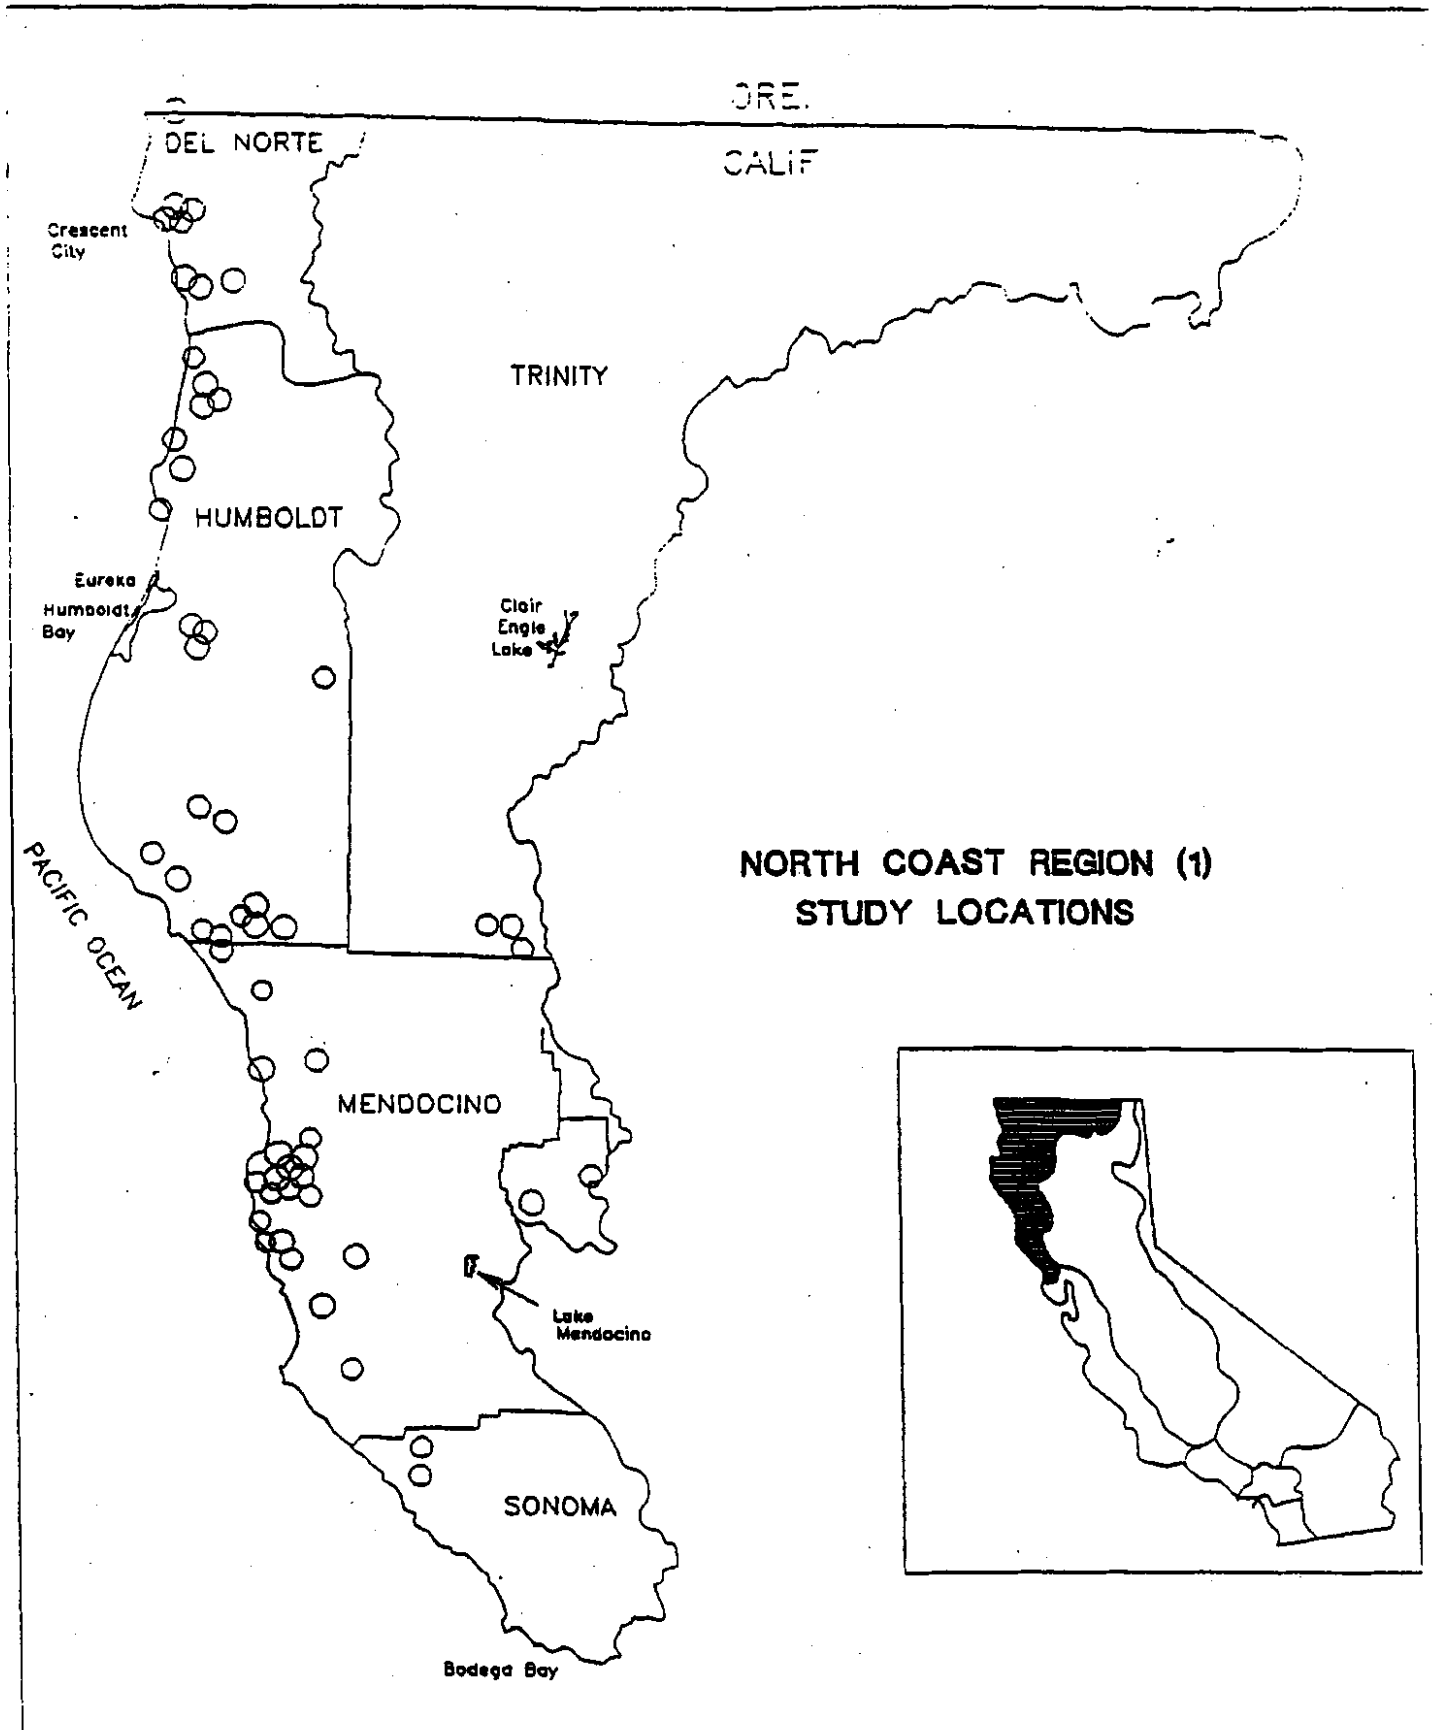 ORE.
DEL NORTE
CALIF
Crescent
City
TRINITY
HUMBOLDT
Eureka
Humboldt
Bay
Clair
Engle
Lake
PACIFIC OCEAN
NORTH COAST REGION (1)
STUDY LOCATIONS
MENDOCINO
Lake
Mendocino
SONOMA
Bodega Bay